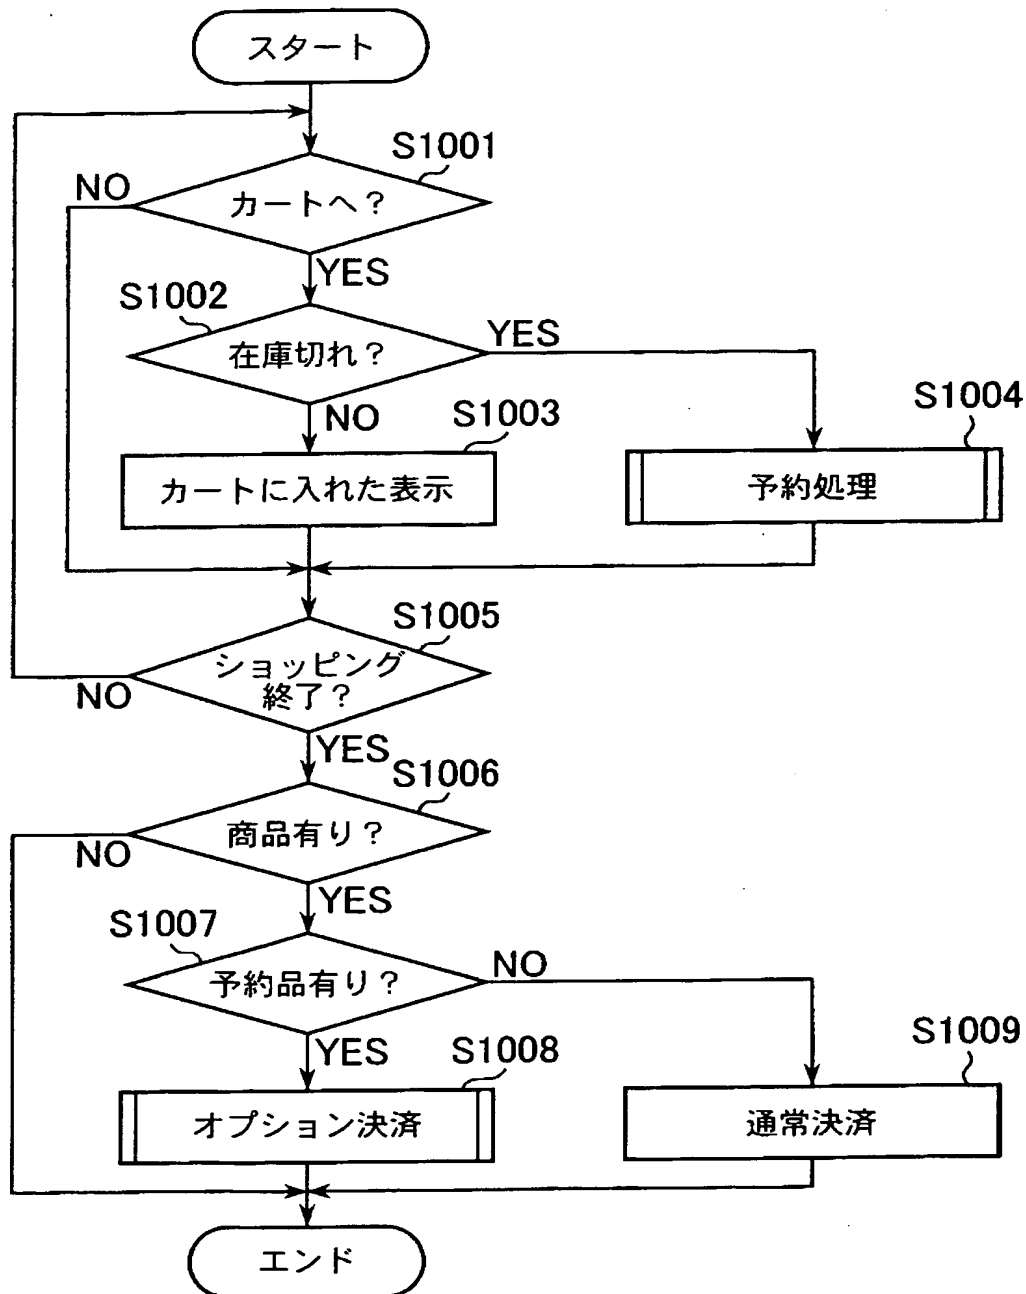 スタート
S1001
NO
カートへ？
YES
S1002
在庫切れ？
YES
NO
S1003
カートに入れた表示
S1004
予約処理
S1005
ショッピング
終了？
NO
YES
S1006
商品有り？
NO
YES
S1007
予約品有り？
NO
YES
S1008
オプション決済
S1009
通常決済
エンド